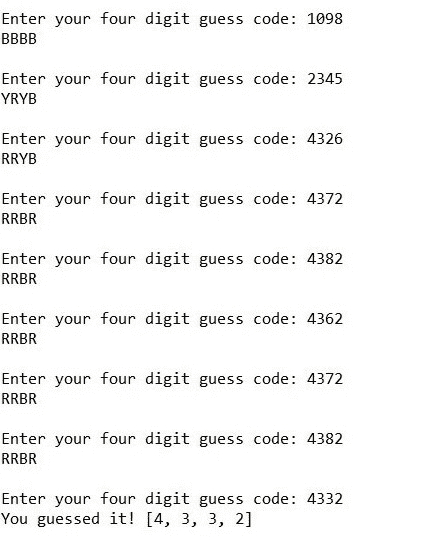 Enter your four digit guess code: 1098
BBBB
Enter your four digit guess code: 2345
YRYB
Enter your four digit guess code: 4326
RRYB
Enter your four digit guess code: 4372
RRBR
Enter your four digit guess code: 4382
RRBR
Enter your four digit guess code: 4362
RRBR
Enter your four digit guess code: 4372
RRBR
Enter your four digit guess code: 4382
RRBR
Enter your four digit guess code: 4332
You guessed it! [4, 3, 3, 2]